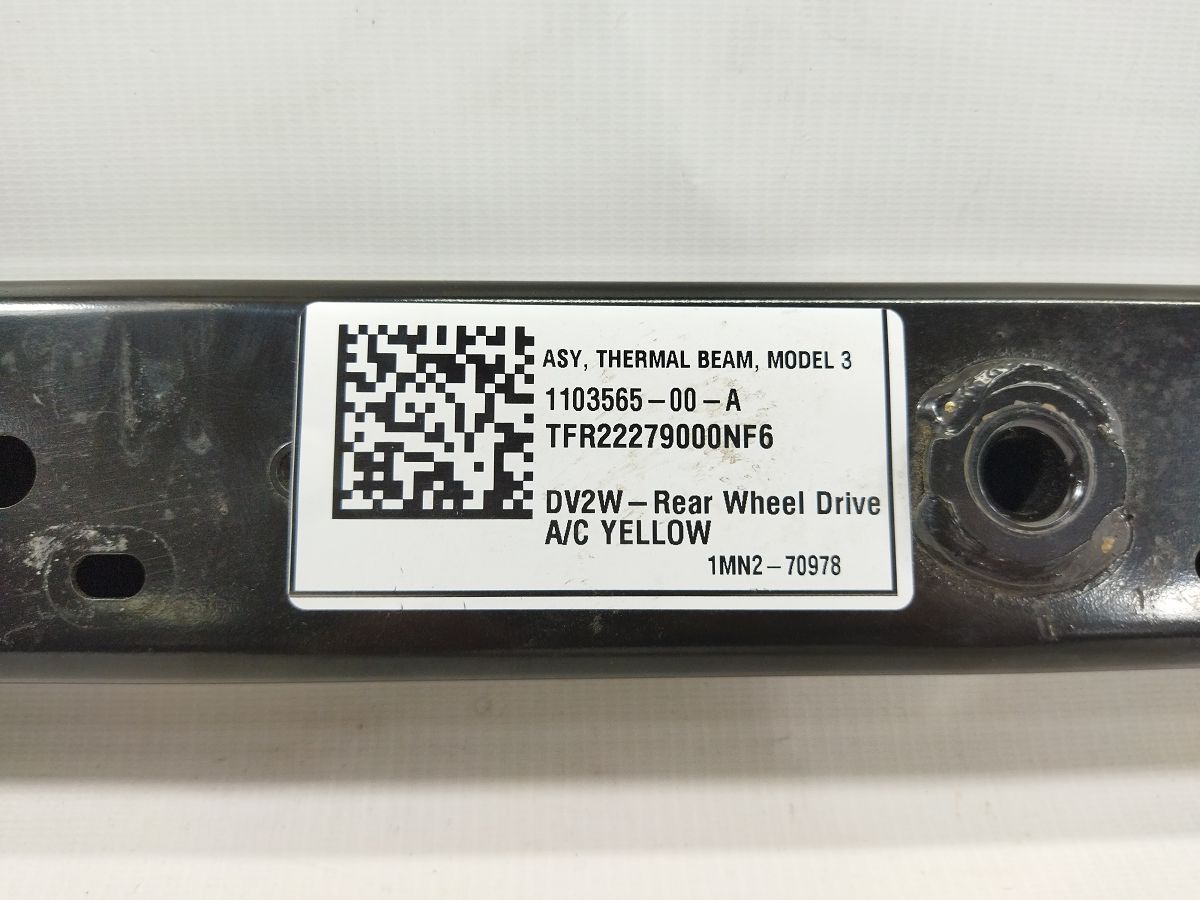 ASY, THERMAL BEAM, MODEL 3
1103565-00-A
TFR22279000NF6
DV2W-Rear Wheel Drive
A/C YELLOW
1MN2-70978